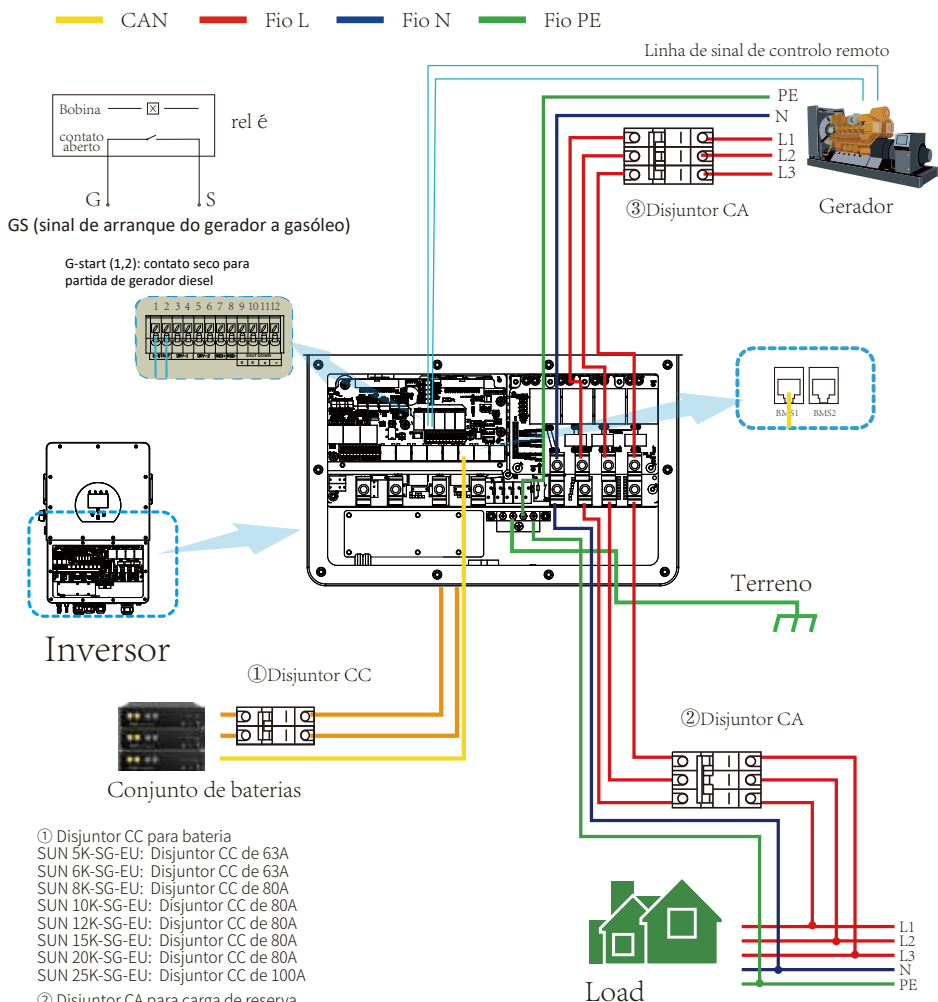 CAN Fio L Fio N Fio PE
Linha de sinal de controlo remoto
Bobina
contato
aberto
rel é
G S
GS (sinal de arranque do gerador a gasóleo)
PE
N
L1
L2
L3
③Disjuntor CA
Gerador
G-start (1,2): contato seco para
partida de gerador diesel
1 2 3 4 5 6 7 8 9 10 11 12
BMS1 BMS2
Inversor
Terreno
①Disjuntor CC
②Disjuntor CA
Conjunto de baterias
① Disjuntor CC para bateria
SUN 5K-SG-EU: Disjuntor CC de 63A
SUN 6K-SG-EU: Disjuntor CC de 63A
SUN 8K-SG-EU: Disjuntor CC de 80A
SUN 10K-SG-EU: Disjuntor CC de 80A
SUN 12K-SG-EU: Disjuntor CC de 80A
SUN 15K-SG-EU: Disjuntor CC de 80A
SUN 20K-SG-EU: Disjuntor CC de 80A
SUN 25K-SG-EU: Disjuntor CC de 100A
② Disjuntor CA para carga de reserva
Load
L1
L2
L3
N
PE